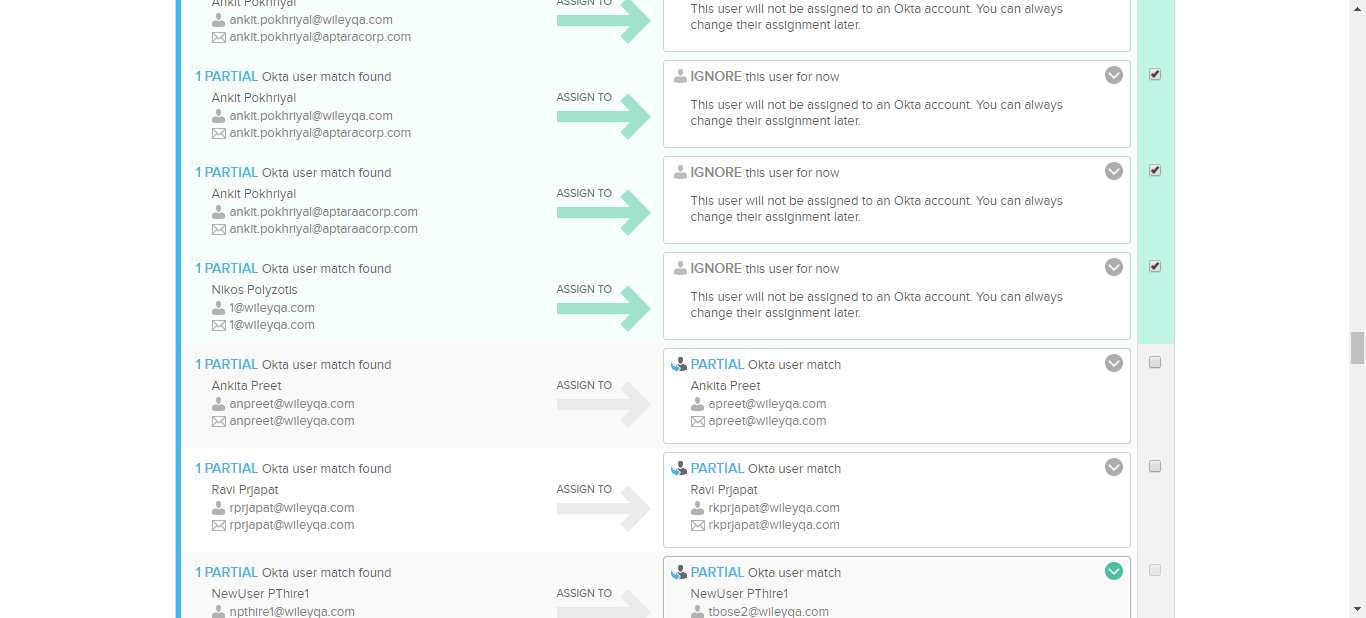 Ankit Pokhriyal
ankit.pokhriyal@wileyqa.com
ankit.pokhriyal@aptaracorp.com
ASSIGN TO
This user will not be assigned to an Okta account. You can always
change their assignment later.
1 PARTIAL Okta user match found
Ankit Pokhriyal
ankit.pokhriyal@wileyqa.com
ankit.pokhriyal@aptaracorp.com
ASSIGN TO
IGNORE this user for now
This user will not be assigned to an Okta account. You can always
change their assignment later.
1 PARTIAL Okta user match found
Ankit Pokhriyal
ankit.pokhriyal@aptaraacorp.com
ankit.pokhriyal@aptaraacorp.com
ASSIGN TO
IGNORE this user for now
This user will not be assigned to an Okta account. You can always
change their assignment later.
1 PARTIAL Okta user match found
Nikos Polyzotis
1@wileyqa.com
1@wileyqa.com
ASSIGN TO
IGNORE this user for now
This user will not be assigned to an Okta account. You can always
change their assignment later.
1 PARTIAL Okta user match found
Ankita Preet
anpreet@wileyqa.com
anpreet@wileyqa.com
ASSIGN TO
PARTIAL Okta user match
Ankita Preet
apreet@wileyqa.com
apreet@wileyqa.com
1 PARTIAL Okta user match found
Ravi Prjapat
rprjapat@wileyqa.com
rprjapat@wileyqa.com
ASSIGN TO
PARTIAL Okta user match
Ravi Prjapat
rkprjapat@wileyqa.com
rkprjapat@wileyqa.com
1 PARTIAL Okta user match found
NewUser PThire1
npthire1@wileyqa.com
ASSIGN TO
PARTIAL Okta user match
NewUser PThire1
tbose2@wileyqa.com